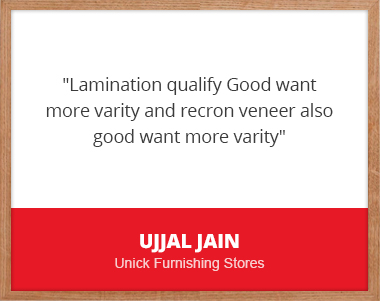 "Lamination qualify Good want
more varity and recron veneer also
good want more varity"
UJJAL JAIN
Unick Furnishing Stores